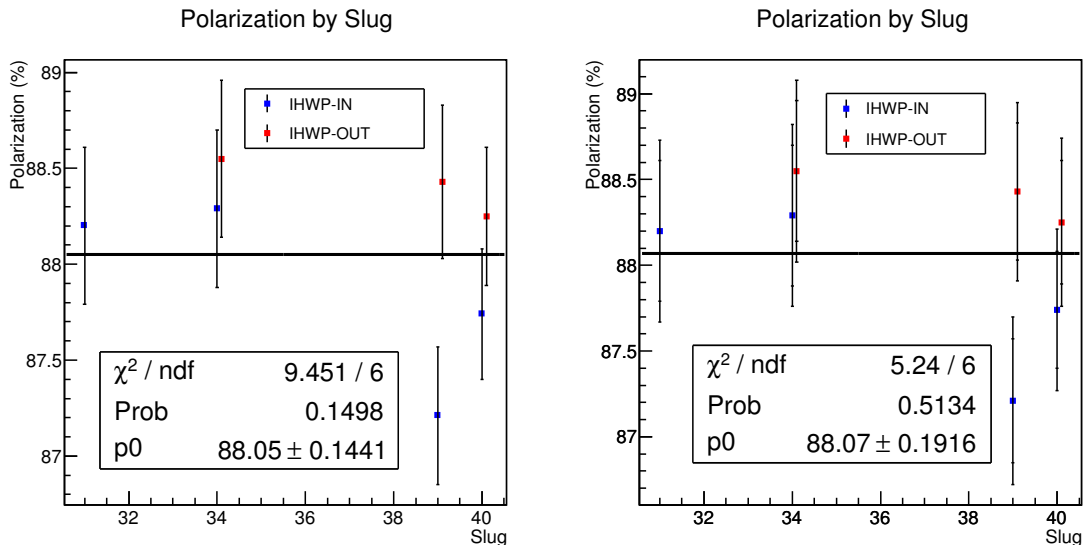 Polarization by Slug
Polarization (%)
89
88.5
88
87.5
87
IHWP-IN
IHWP-OUT
χ² / ndf 9.451 / 6
Prob 0.1498
p0 88.05 ± 0.1441
32 34 36 38 40
Slug
Polarization by Slug
Polarization (%)
89
88.5
88
87.5
87
IHWP-IN
IHWP-OUT
χ² / ndf 5.24 / 6
Prob 0.5134
p0 88.07 ± 0.1916
32 34 36 38 40
Slug